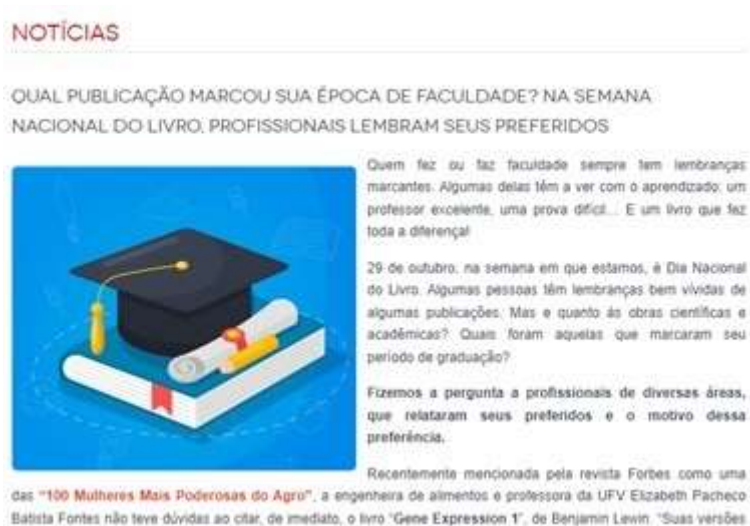 NOTÍCIAS
QUAL PUBLICAÇÃO MARCOU SUA ÉPOCA DE FACULDADE? NA SEMANA
NACIONAL DO LIVRO, PROFISSIONAIS LEMBRAM SEUS PREFERIDOS
Quem fez ou faz faculdade sempre tem lembranças
marcantes. Algumas delas têm a ver com o aprendizado: um
professor excelente, uma prova difícil... E um livro que fez
toda a diferença!
29 de outubro, na semana em que estamos, é Dia Nacional
do Livro. Algumas pessoas têm lembranças bem vívidas de
algumas publicações. Mas e quanto às obras científicas e
acadêmicas? Quais foram aquelas que marcaram seu
período de graduação?
Fizemos a pergunta a profissionais de diversas áreas,
que relataram seus preferidos e o motivo dessa
preferência.
Recentemente mencionada pela revista Forbes como uma
das "100 Mulheres Mais Poderosas do Agro", a engenheira de alimentos e professora da UFV Elizabeth Pacheco
Batista Fontes não teve dúvidas ao citar, de imediato, o livro "Gene Expression 1", de Benjamin Lewin. "Suas versões